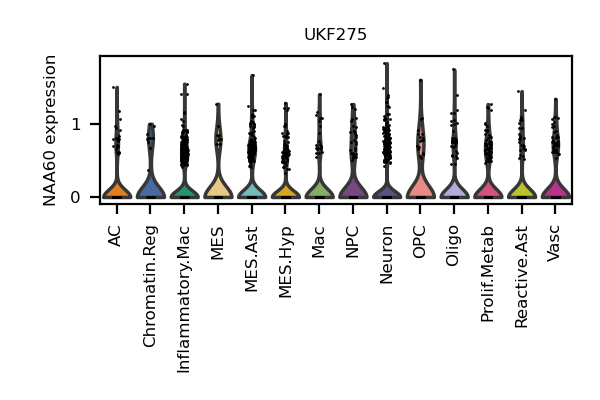 UKF275
NAA60 expression
1
0
AC
Chromatin.Reg
Inflammatory.Mac
MES
MES.Ast
MES.Hyp
Mac
NPC
Neuron
OPC
Oligo
Prolif.Metab
Reactive.Ast
Vasc